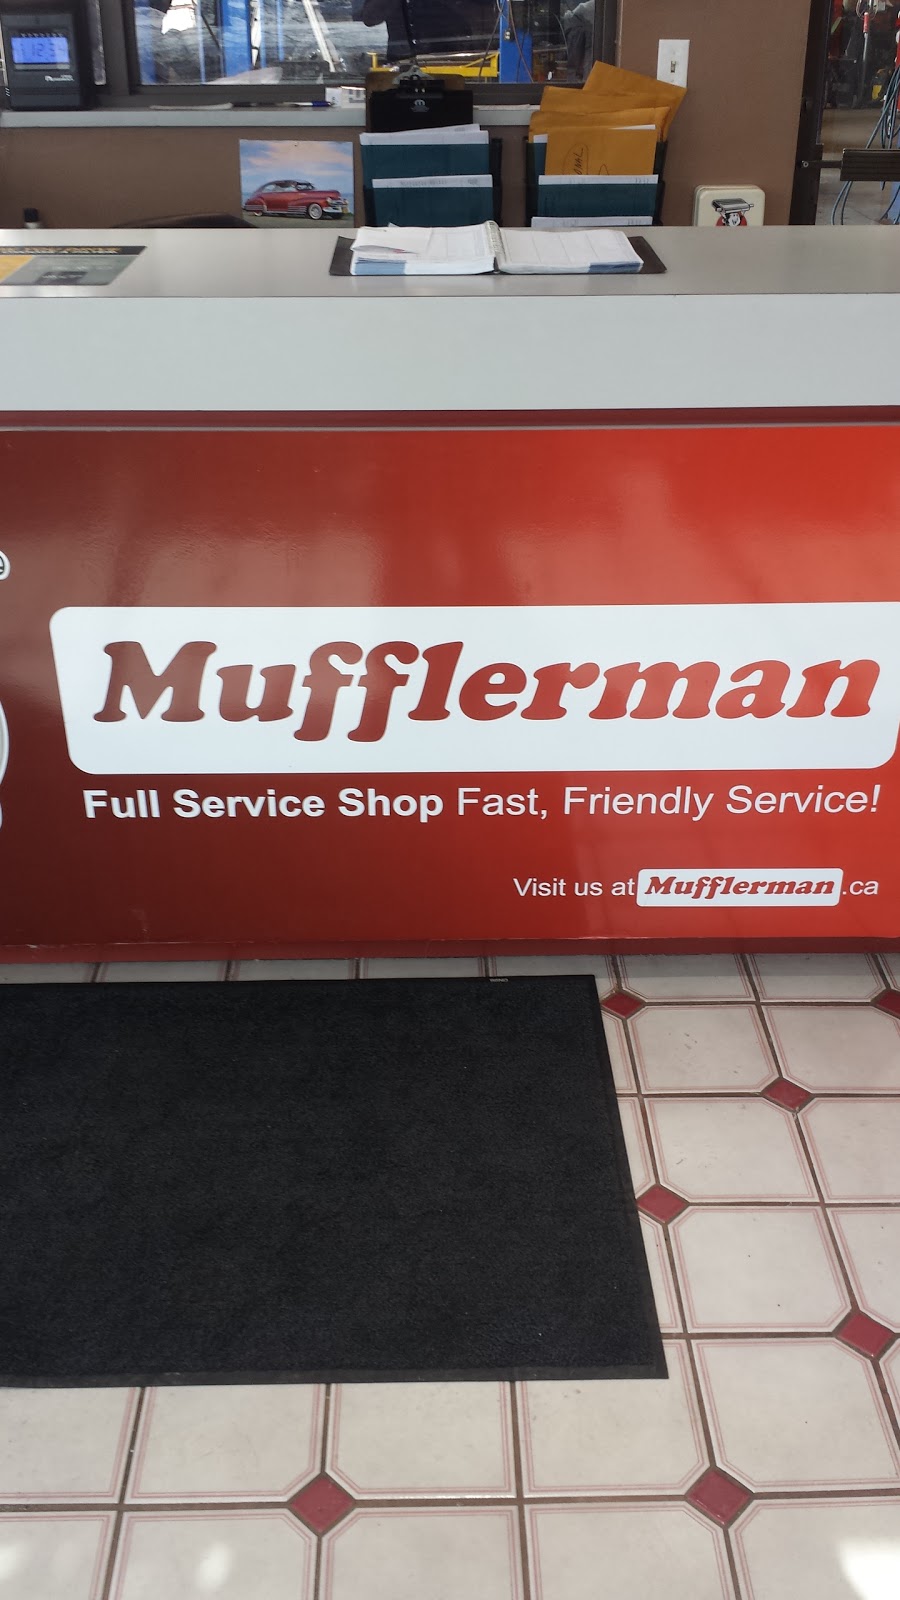 Mufflerman
Full Service Shop Fast, Friendly Service!
Visit us at Mufflerman.ca